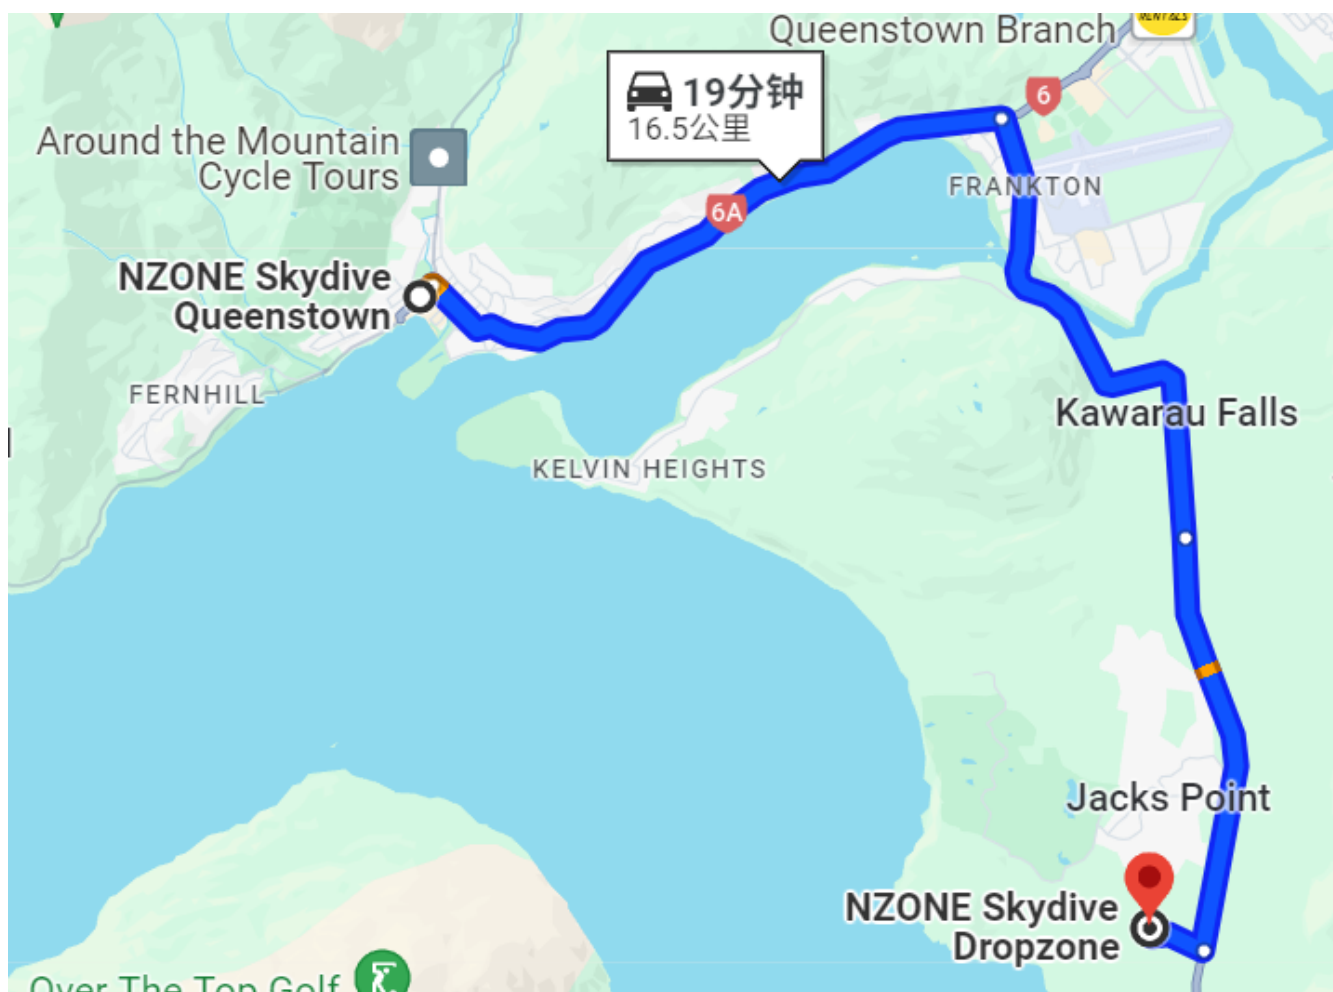 Queenstown Branch
RENTALS
6
19分钟
16.5公里
Around the Mountain
Cycle Tours
FRANKTON
6A
NZONE Skydive
Queenstown
FERNHILL
Kawarau Falls
KELVIN HEIGHTS
Jacks Point
NZONE Skydive
Dropzone
Over The Top Golf